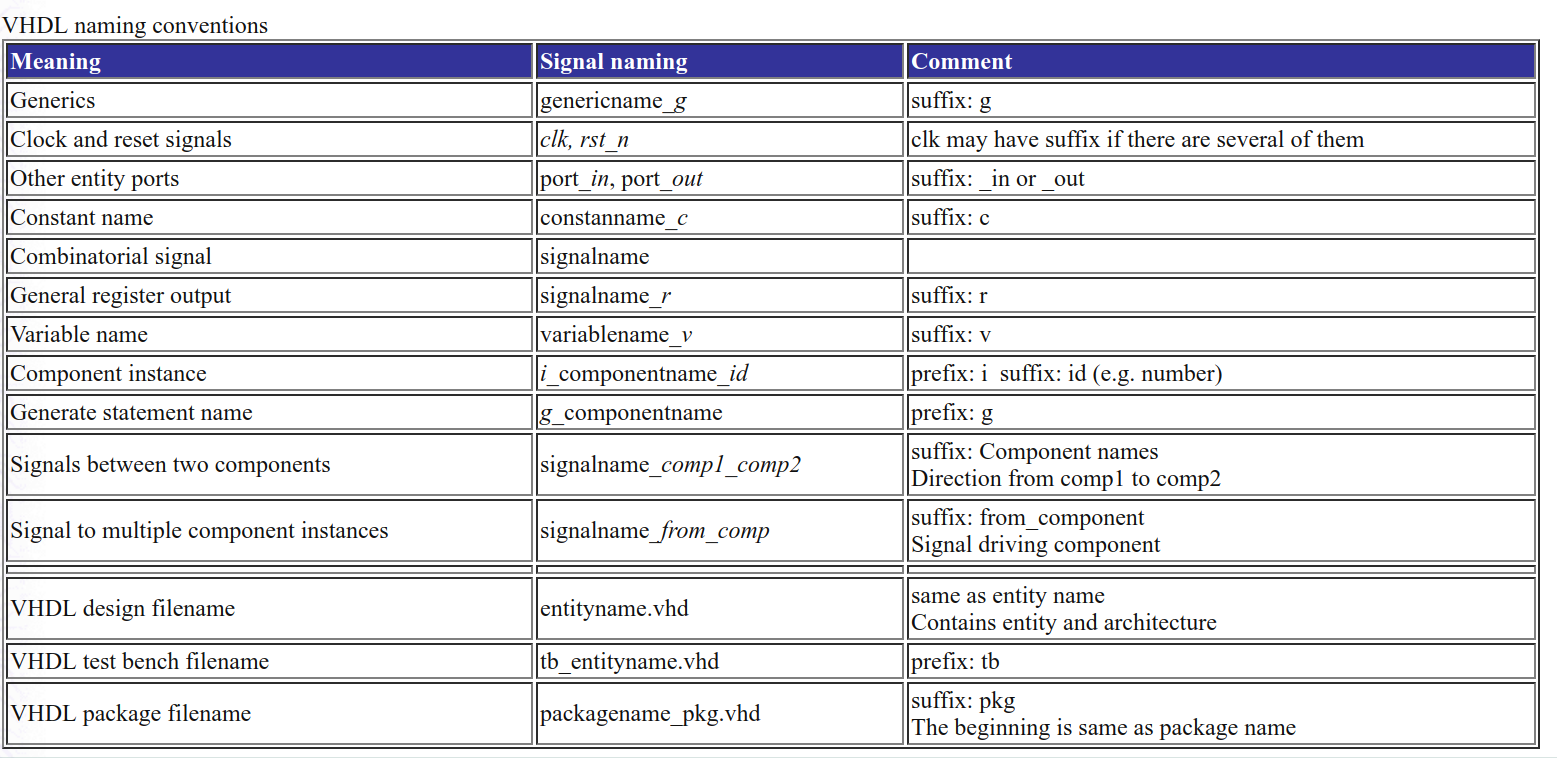 VHDL naming conventions
Meaning Signal naming Comment
Generics genericname_g suffix: g
Clock and reset signals clk, rst_n clk may have suffix if there are several of them
Other entity ports port_in, port_out suffix: _in or _out
Constant name constanname_c suffix: c
Combinatorial signal signalname
General register output signalname_r suffix: r
Variable name variablename_v suffix: v
Component instance i_componentname_id prefix: i  suffix: id (e.g. number)
Generate statement name g_componentname prefix: g
Signals between two components signalname_comp1_comp2 suffix: Component names
Direction from comp1 to comp2
Signal to multiple component instances signalname_from_comp suffix: from_component
Signal driving component
VHDL design filename entityname.vhd same as entity name
Contains entity and architecture
VHDL test bench filename tb_entityname.vhd prefix: tb
VHDL package filename packagename_pkg.vhd suffix: pkg
The beginning is same as package name